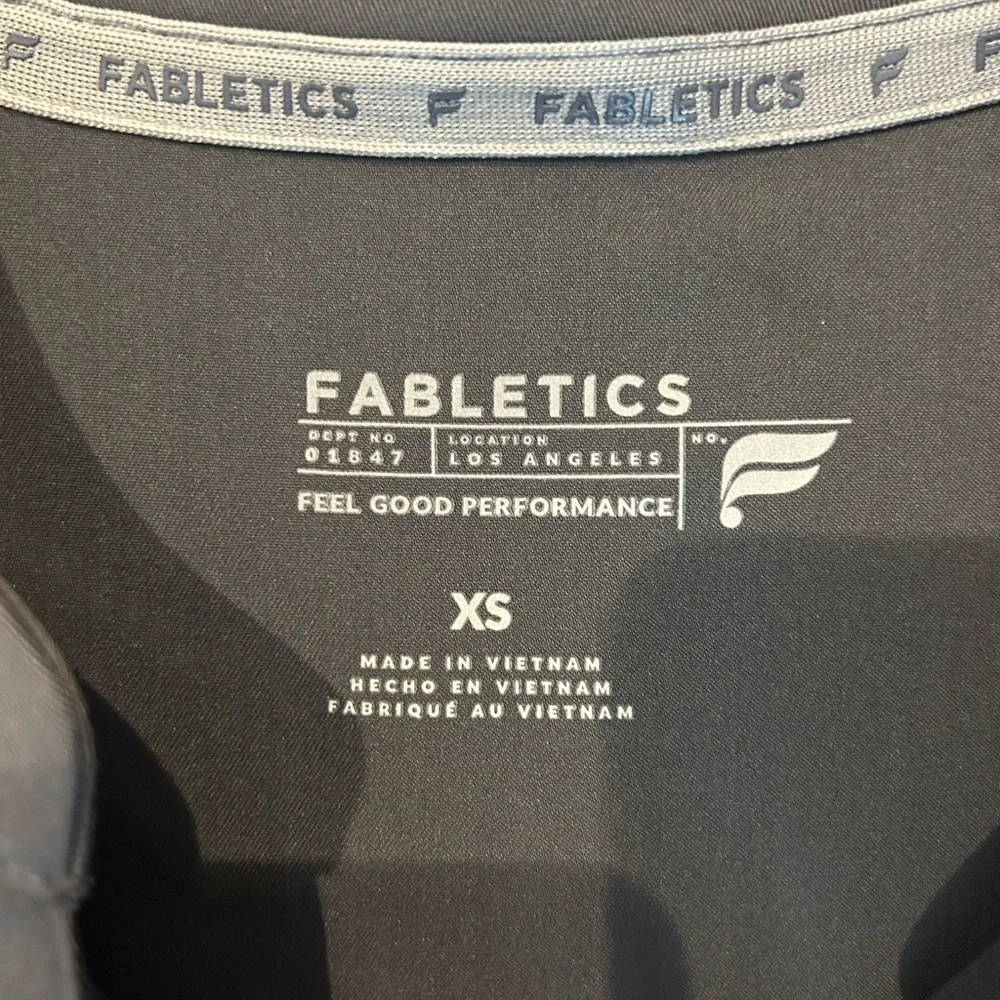 FABLETICS FABLETICS
FABLETICS
DEPT NO
01847
LOCATION
LOS ANGELES
NO.
FEEL GOOD PERFORMANCE
XS
MADE IN VIETNAM
HECHO EN VIETNAM
FABRIQUÉ AU VIETNAM